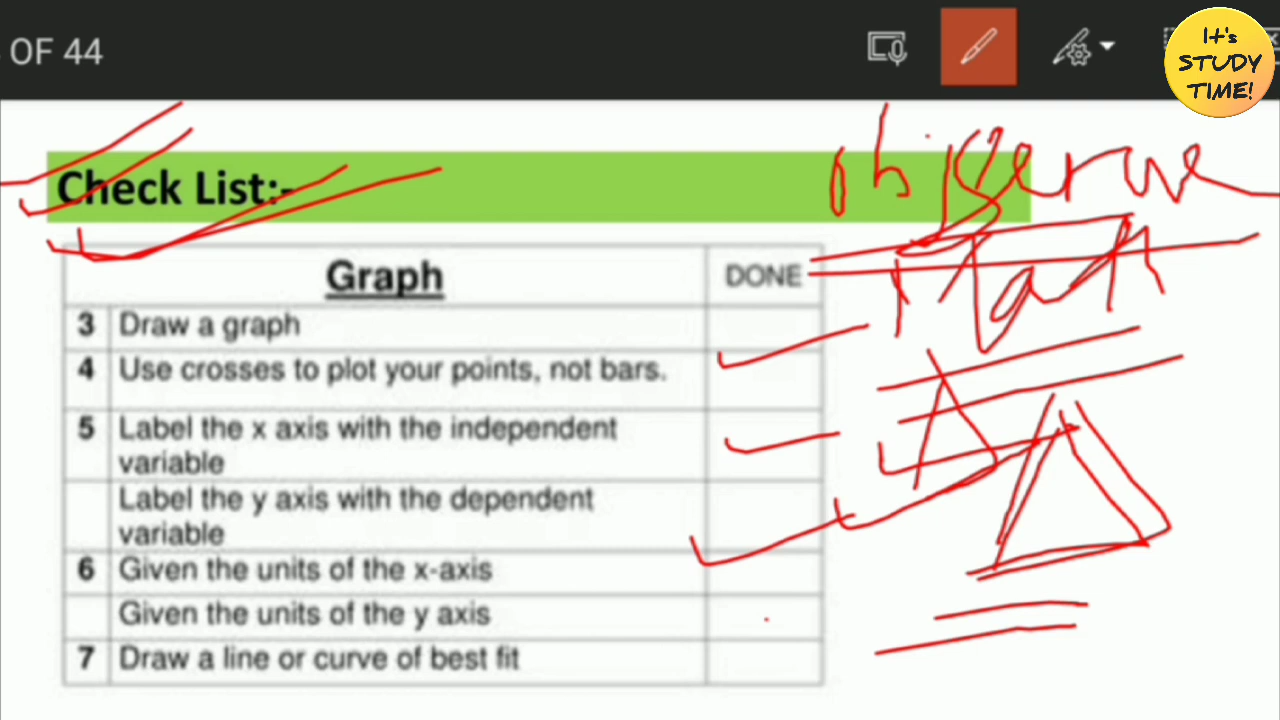 OF 44
It's
STUDY
TIME!
Check List:-
observe
Graph
DONE
3 Draw a graph
4 Use crosses to plot your points, not bars.
5 Label the x axis with the independent
variable
Label the y axis with the dependent
variable
6 Given the units of the x-axis
Given the units of the y axis
7 Draw a line or curve of best fit